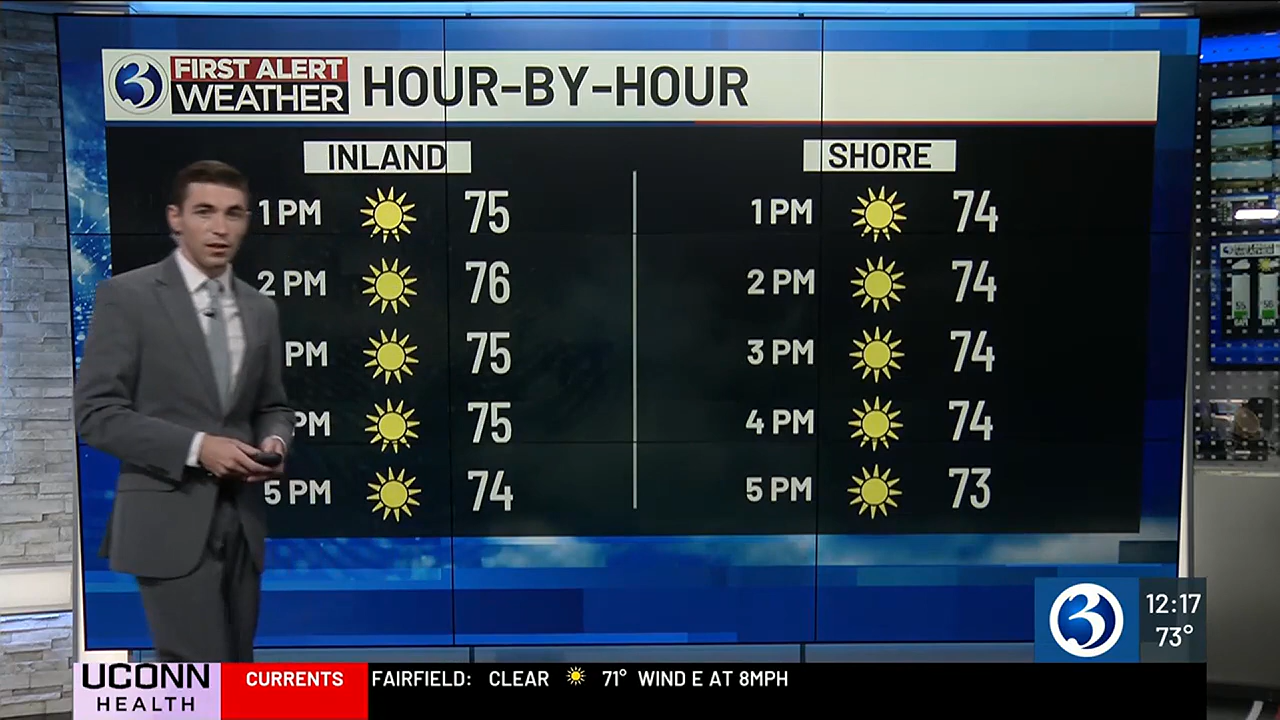 3 FIRST ALERT
WEATHER
HOUR-BY-HOUR
INLAND
1 PM 75
2 PM 76
PM 75
PM 75
5 PM 74
SHORE
1 PM 74
2 PM 74
3 PM 74
4 PM 74
5 PM 73
3
12:17
73°
UCONN
HEALTH
CURRENTS
FAIRFIELD: CLEAR 71° WIND E AT 8MPH